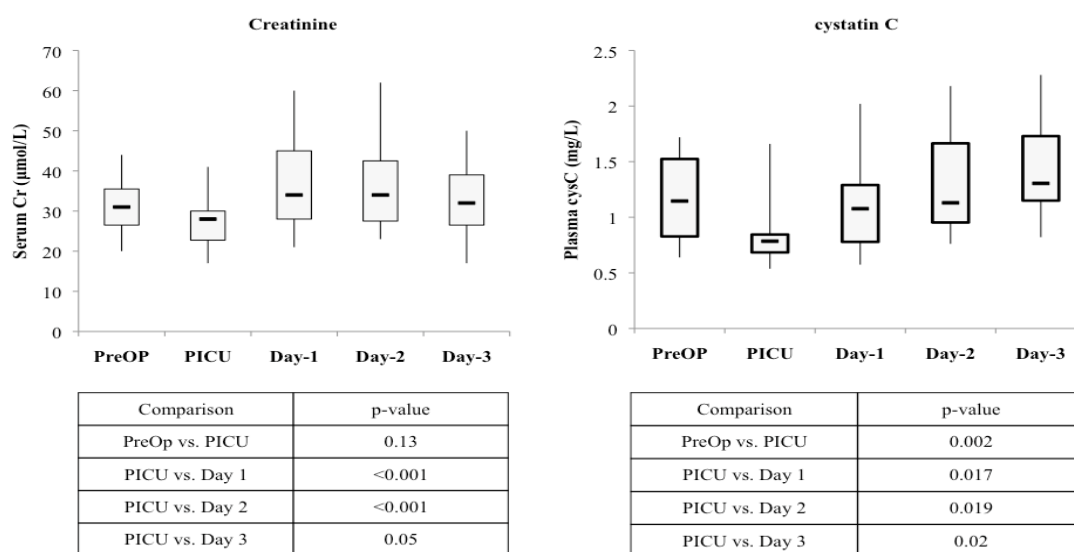 Creatinine
70
60
50
40
30
20
10
0
Serum Cr (µmol/L)
PreOP PICU Day-1 Day-2 Day-3
Comparison p-value
PreOp vs. PICU 0.13
PICU vs. Day 1 <0.001
PICU vs. Day 2 <0.001
PICU vs. Day 3 0.05
cystatin C
2.5
2
1.5
1
0.5
0
Plasma cysC (mg/L)
PreOP PICU Day-1 Day-2 Day-3
Comparison p-value
PreOp vs. PICU 0.002
PICU vs. Day 1 0.017
PICU vs. Day 2 0.019
PICU vs. Day 3 0.02